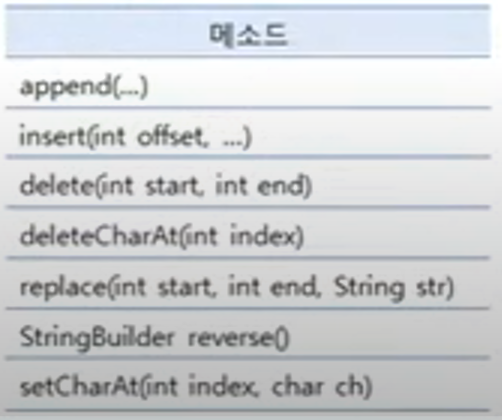 메소드
append(...)
insert(int offset, ...)
delete(int start, int end)
deleteCharAt(int index)
replace(int start, int end, String str)
StringBuilder reverse()
setCharAt(int index, char ch)